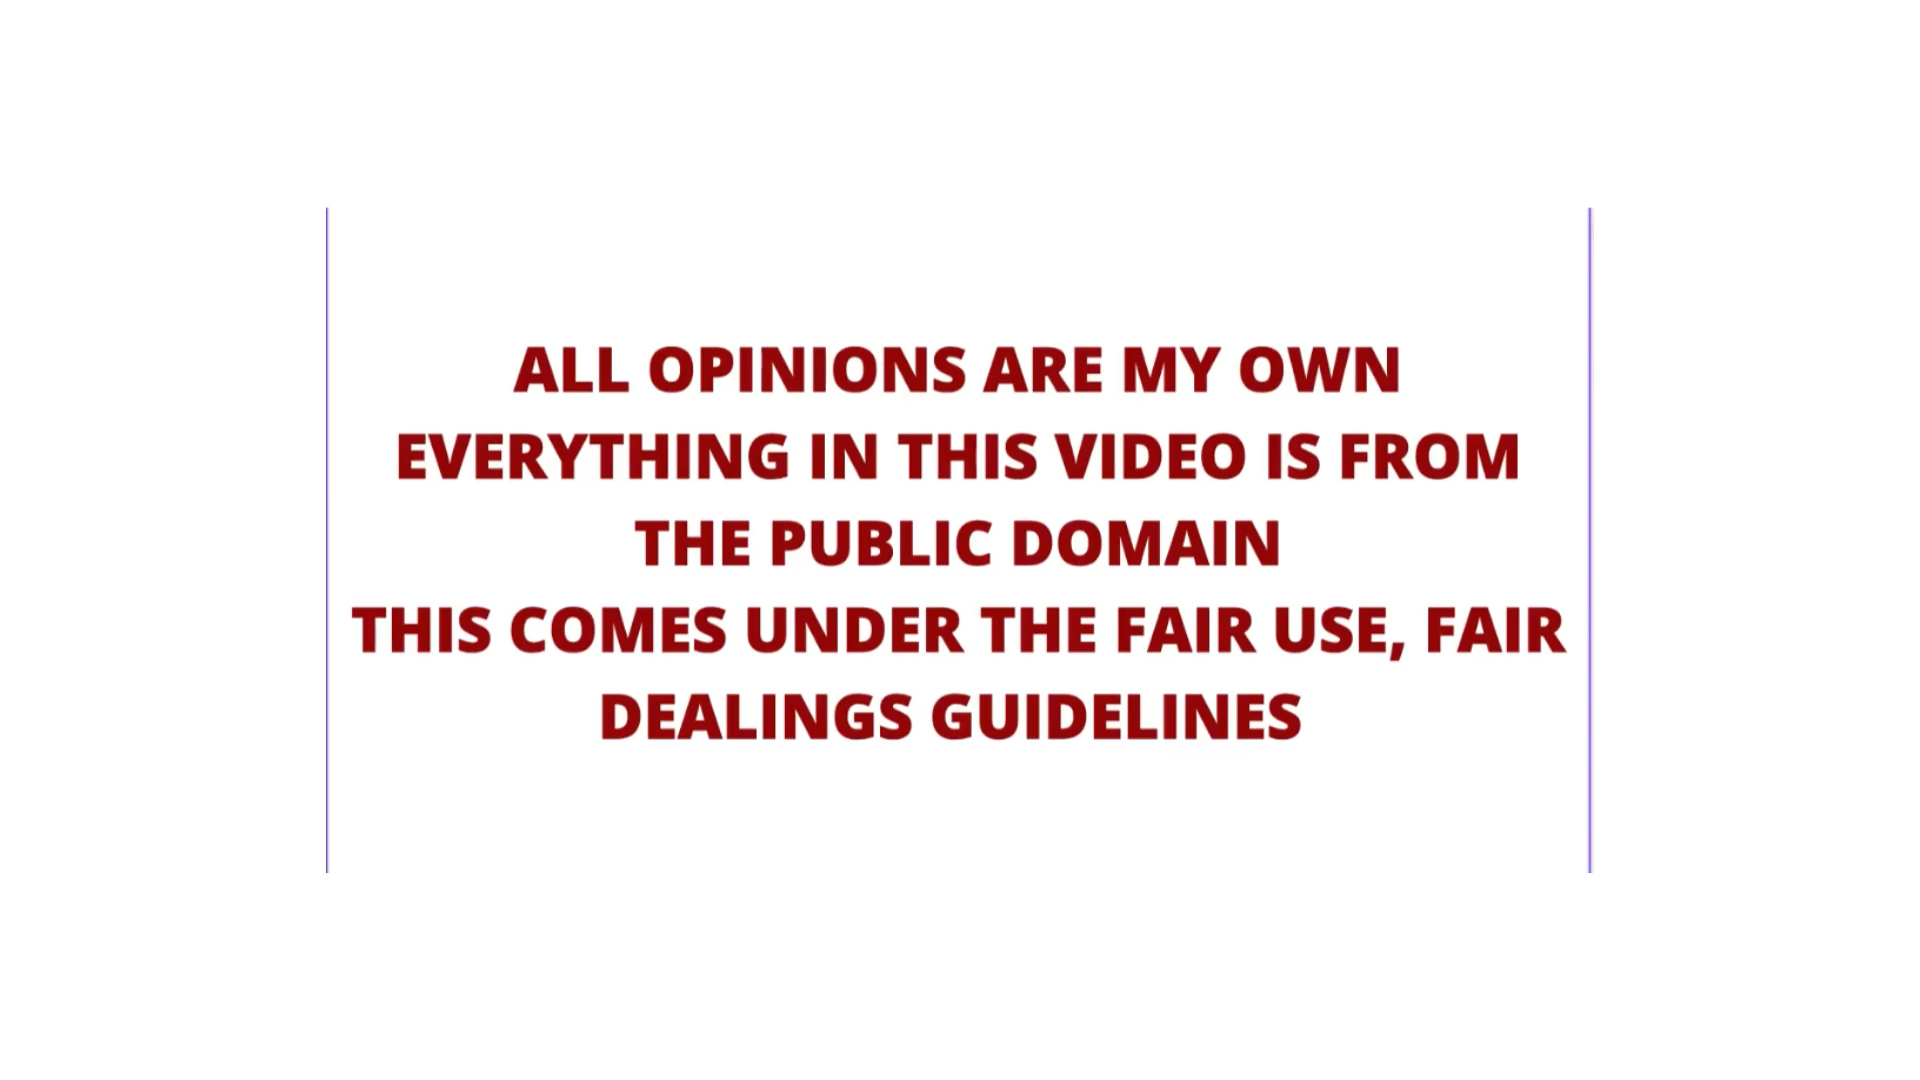 ALL OPINIONS ARE MY OWN
EVERYTHING IN THIS VIDEO IS FROM
THE PUBLIC DOMAIN
THIS COMES UNDER THE FAIR USE, FAIR
DEALINGS GUIDELINES